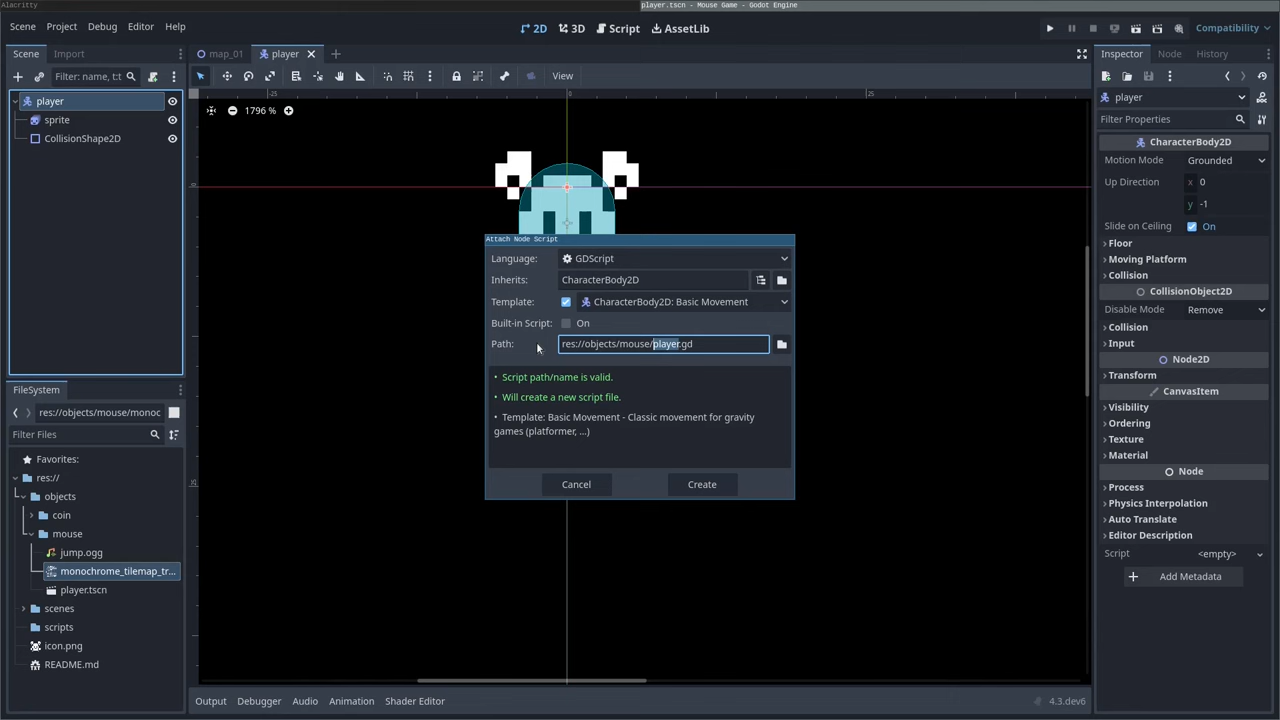 Alacritty
player.tscn - Mouse Game - Godot Engine
Scene Project Debug Editor Help
2D 3D Script AssetLib
Compatibility
Scene Import
map_01 player
Inspector Node History
Filter: name, t:t
View
player
sprite
CollisionShape2D
-25 0 25
1796 %
0
25
Attach Node Script
Language: GDScript
Inherits: CharacterBody2D
Template: CharacterBody2D: Basic Movement
Built-in Script: On
Path: res://objects/mouse/player.gd
• Script path/name is valid.
• Will create a new script file.
• Template: Basic Movement - Classic movement for gravity
games (platformer, ...)
Cancel Create
FileSystem
res://objects/mouse/monoc
Filter Files
Favorites:
res://
objects
coin
mouse
jump.ogg
monochrome_tilemap_tr...
player.tscn
scenes
scripts
icon.png
README.md
Output Debugger Audio Animation Shader Editor
4.3.dev6
player
Filter Properties
CharacterBody2D
Motion Mode Grounded
Up Direction x 0
y -1
Slide on Ceiling On
Floor
Moving Platform
Collision
CollisionObject2D
Disable Mode Remove
Collision
Input
Node2D
Transform
CanvasItem
Visibility
Ordering
Texture
Material
Node
Process
Physics Interpolation
Auto Translate
Editor Description
Script <empty>
Add Metadata